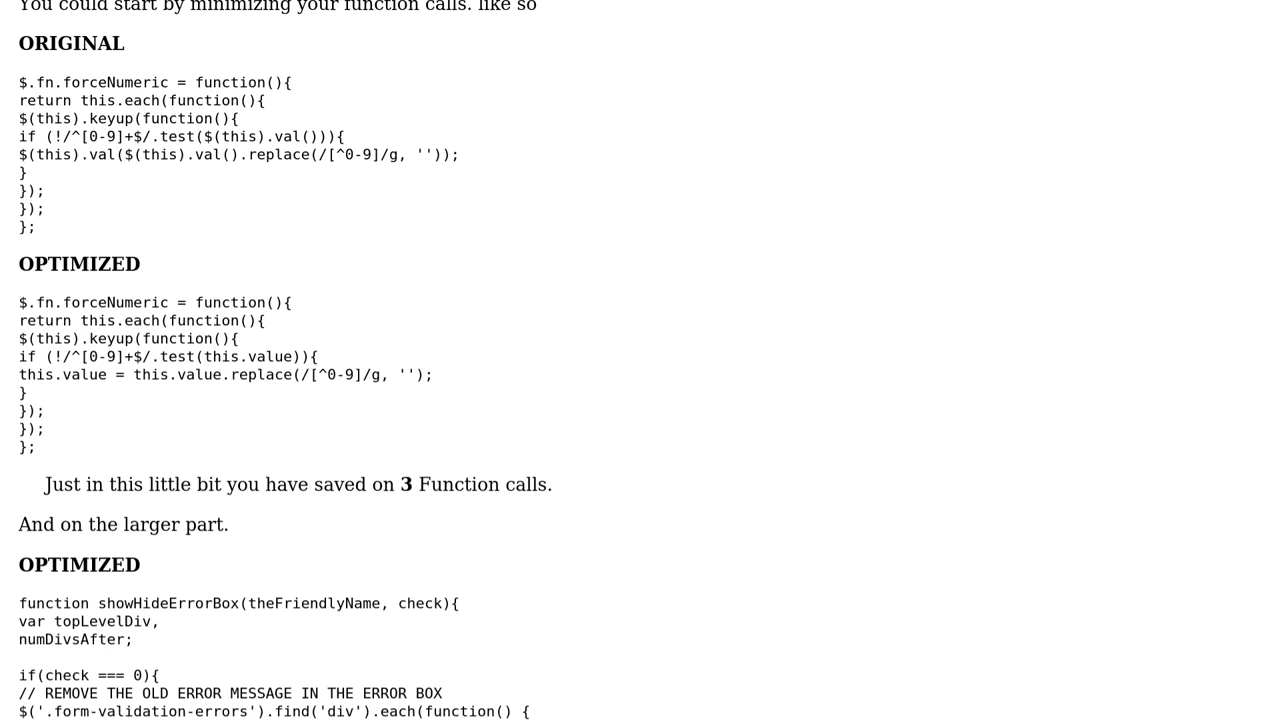 You could start by minimizing your function calls. like so
ORIGINAL
$.fn.forceNumeric = function(){
return this.each(function(){
$(this).keyup(function(){
if (!/^[0-9]+$/.test($(this).val())){
$(this).val($(this).val().replace(/[^0-9]/g, ''));
}
});
});
};
OPTIMIZED
$.fn.forceNumeric = function(){
return this.each(function(){
$(this).keyup(function(){
if (!/^[0-9]+$/.test(this.value)){
this.value = this.value.replace(/[^0-9]/g, '');
}
});
});
};
Just in this little bit you have saved on 3 Function calls.
And on the larger part.
OPTIMIZED
function showHideErrorBox(theFriendlyName, check){
var topLevelDiv,
numDivsAfter;
if(check === 0){
// REMOVE THE OLD ERROR MESSAGE IN THE ERROR BOX
$('.form-validation-errors').find('div').each(function() {